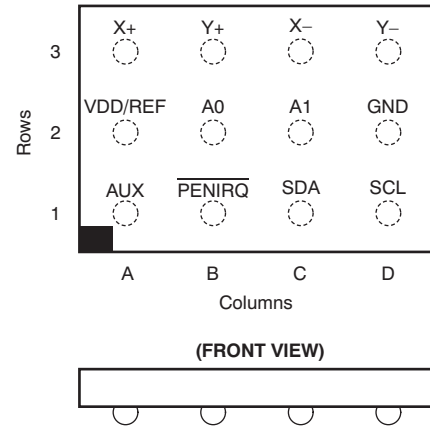 X+ Y+ X− Y−
3
VDD/REF A0 A1 GND
Rows 2
AUX PENIRQ SDA SCL
1
A B C D
Columns
(FRONT VIEW)